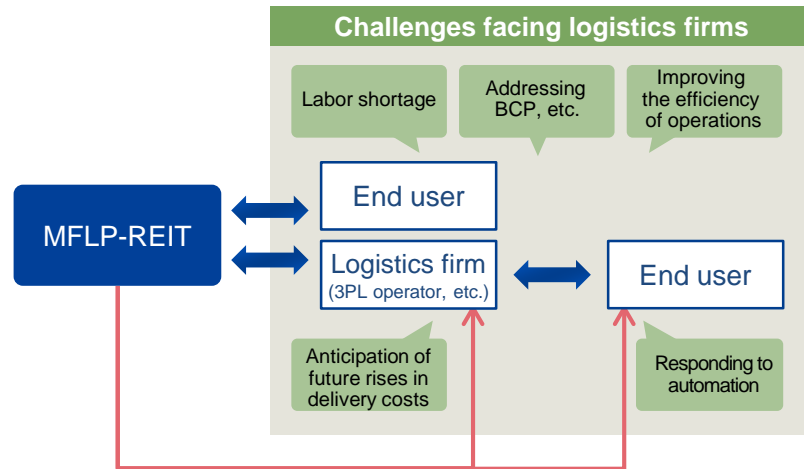 Challenges facing logistics firms
Labor shortage
Addressing
BCP, etc.
Improving
the efficiency
of operations
MFLP-REIT
End user
Logistics firm
(3PL operator, etc.)
End user
Anticipation of
future rises in
delivery costs
Responding to
automation